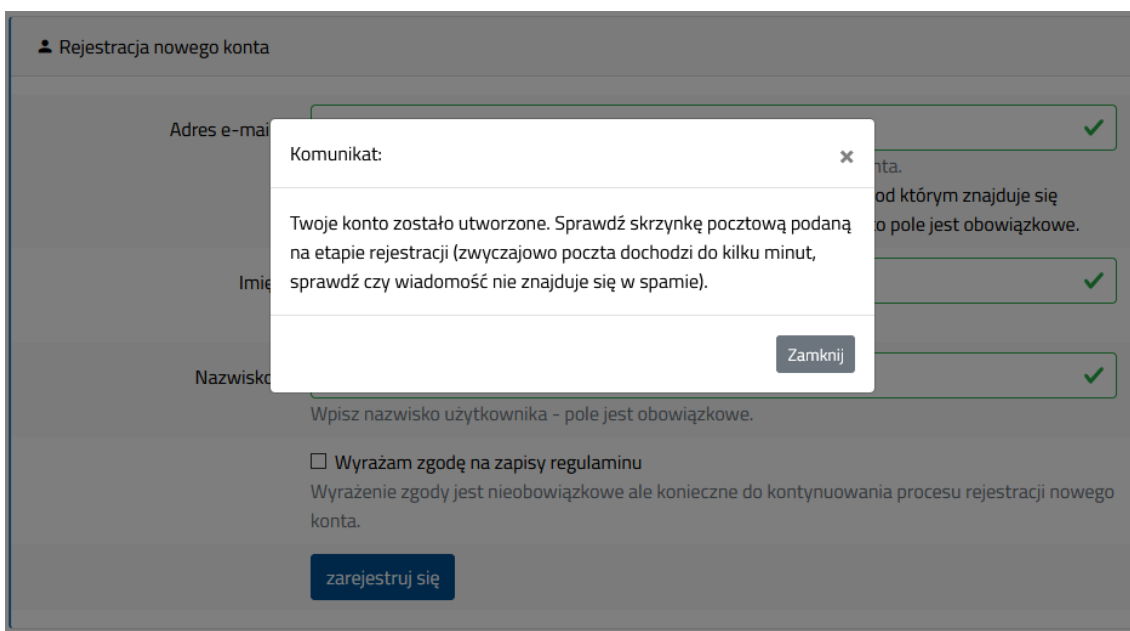 Rejestracja nowego konta
Adres e-mai
Komunikat:
nta.
od którym znajduje się
o pole jest obowiązkowe.
Twoje konto zostało utworzone. Sprawdź skrzynkę pocztową podaną
na etapie rejestracji (zwyczajowo poczta dochodzi do kilku minut,
sprawdź czy wiadomość nie znajduje się w spamie).
Imię
Zamknij
Nazwisko
Wpisz nazwisko użytkownika - pole jest obowiązkowe.
Wyrażam zgodę na zapisy regulaminu
Wyrażenie zgody jest nieobowiązkowe ale konieczne do kontynuowania procesu rejestracji nowego
konta.
zarejestruj się